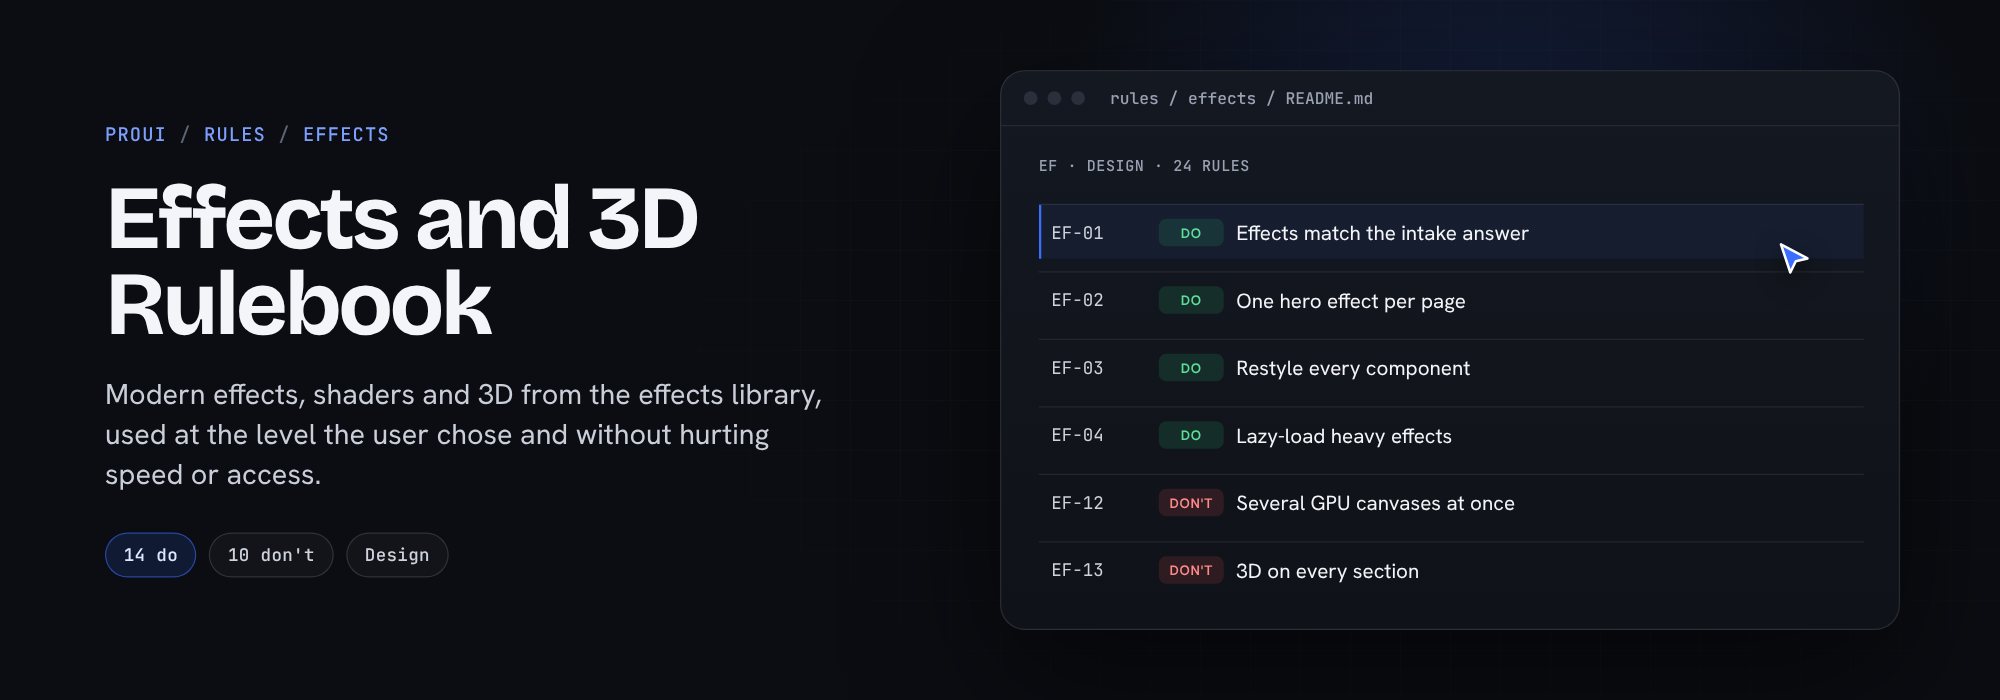 PROUI / RULES / EFFECTS
Effects and 3D
Rulebook
Modern effects, shaders and 3D from the effects library,
used at the level the user chose and without hurting
speed or access.
14 do
10 don't
Design
rules / effects / README.md
EF · DESIGN · 24 RULES
EF-01 DO Effects match the intake answer
EF-02 DO One hero effect per page
EF-03 DO Restyle every component
EF-04 DO Lazy-load heavy effects
EF-12 DON'T Several GPU canvases at once
EF-13 DON'T 3D on every section